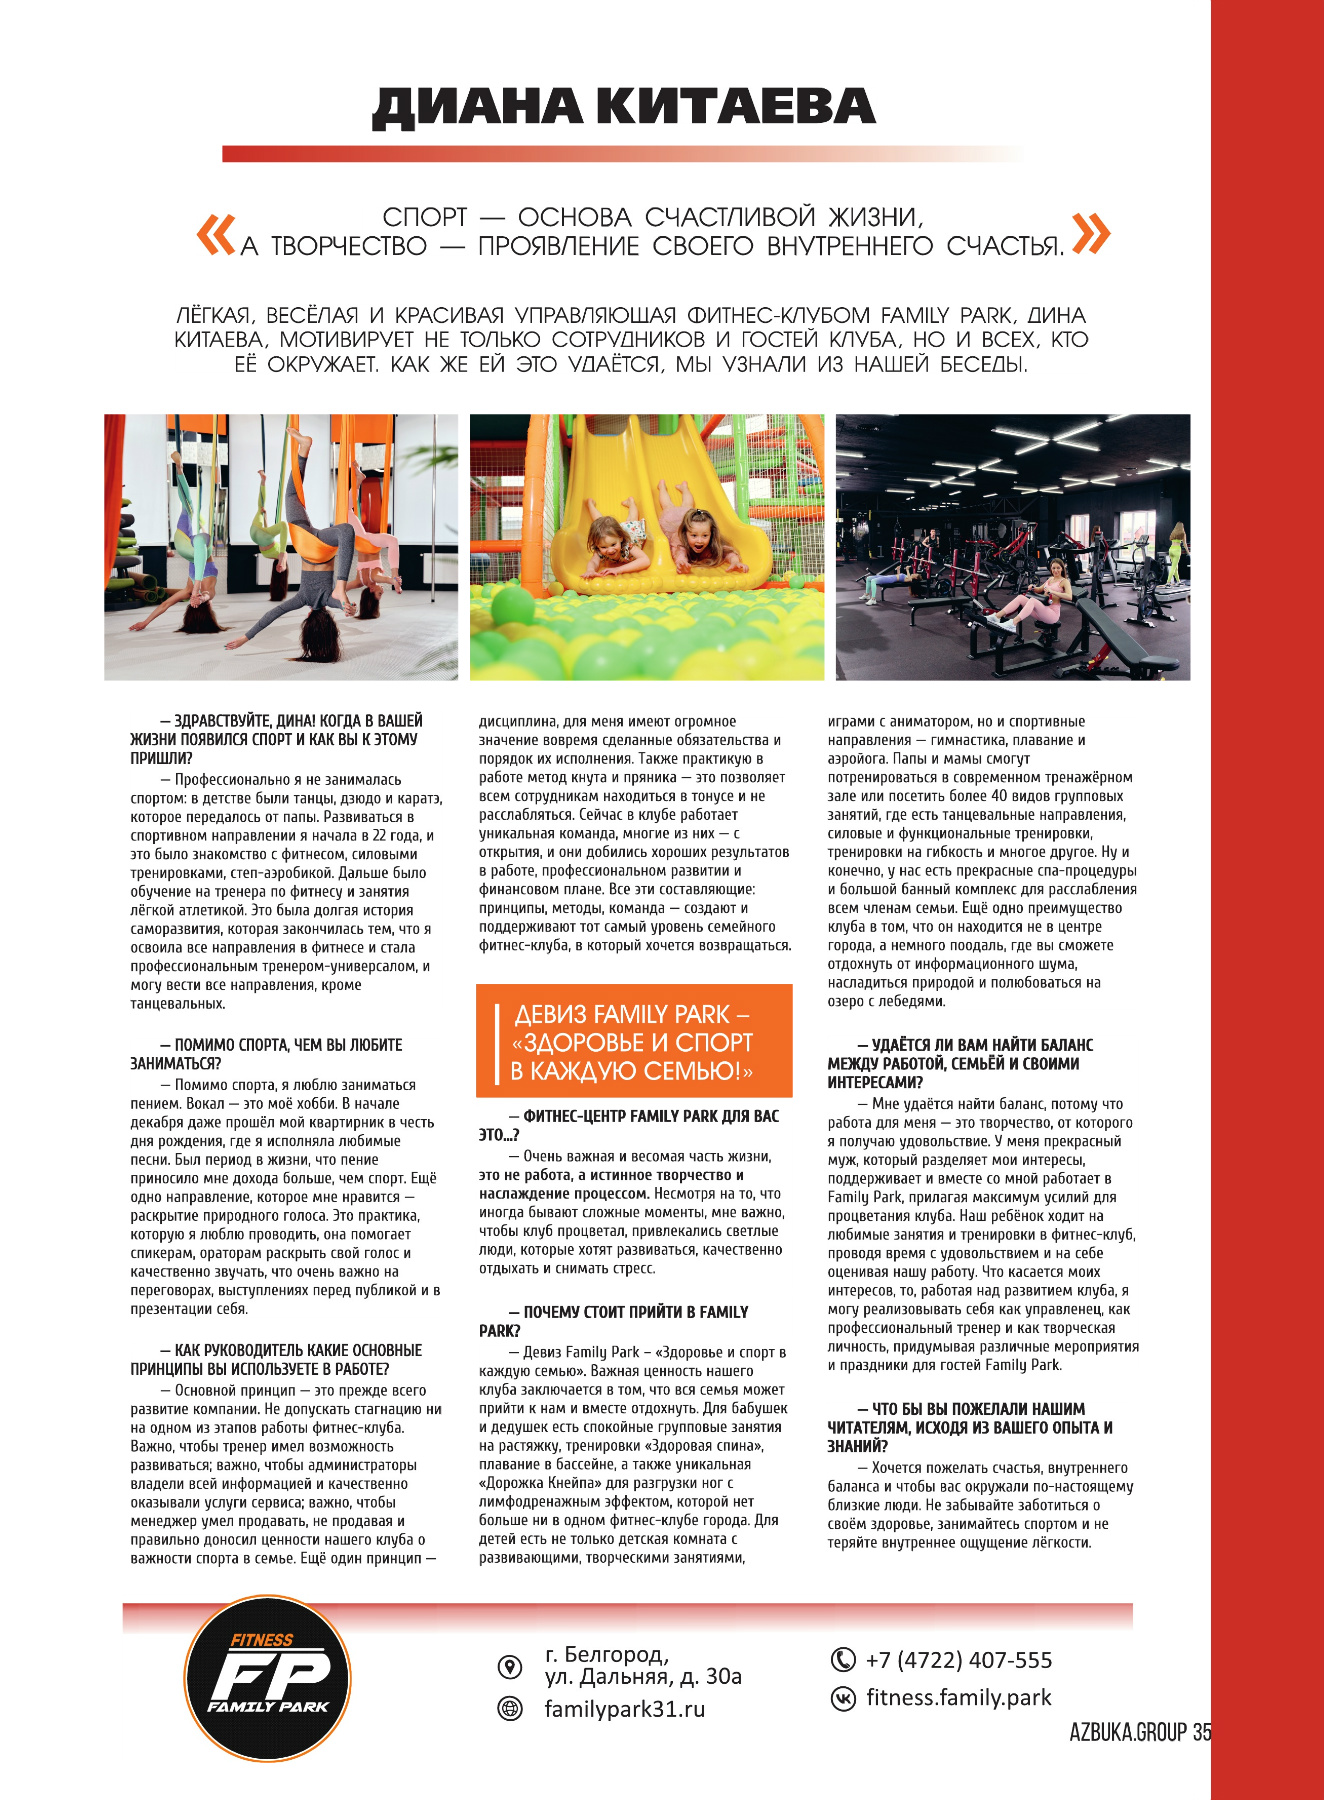 ДИАНА КИТАЕВА
« СПОРТ — ОСНОВА СЧАСТЛИВОЙ ЖИЗНИ,
А ТВОРЧЕСТВО — ПРОЯВЛЕНИЕ СВОЕГО ВНУТРЕННЕГО СЧАСТЬЯ. »
ЛЁГКАЯ, ВЕСЁЛАЯ И КРАСИВАЯ УПРАВЛЯЮЩАЯ ФИТНЕС-КЛУБОМ FAMILY PARK, ДИНА
КИТАЕВА, МОТИВИРУЕТ НЕ ТОЛЬКО СОТРУДНИКОВ И ГОСТЕЙ КЛУБА, НО И ВСЕХ, КТО
ЕЁ ОКРУЖАЕТ. КАК ЖЕ ЕЙ ЭТО УДАЁТСЯ, МЫ УЗНАЛИ ИЗ НАШЕЙ БЕСЕДЫ.
— ЗДРАВСТВУЙТЕ, ДИНА! КОГДА В ВАШЕЙ
ЖИЗНИ ПОЯВИЛСЯ СПОРТ И КАК ВЫ К ЭТОМУ
ПРИШЛИ?
— Профессионально я не занималась
спортом: в детстве были танцы, дзюдо и каратэ,
которое передалось от папы. Развиваться в
спортивном направлении я начала в 22 года, и
это было знакомство с фитнесом, силовыми
тренировками, степ-аэробикой. Дальше было
обучение на тренера по фитнесу и занятия
лёгкой атлетикой. Это была долгая история
саморазвития, которая закончилась тем, что я
освоила все направления в фитнесе и стала
профессиональным тренером-универсалом, и
могу вести все направления, кроме
танцевальных.
— ПОМИМО СПОРТА, ЧЕМ ВЫ ЛЮБИТЕ
ЗАНИМАТЬСЯ?
— Помимо спорта, я люблю заниматься
пением. Вокал — это моё хобби. В начале
декабря даже прошёл мой квартирник в честь
дня рождения, где я исполняла любимые
песни. Был период в жизни, что пение
приносило мне дохода больше, чем спорт. Ещё
одно направление, которое мне нравится —
раскрытие природного голоса. Это практика,
которую я люблю проводить, она помогает
спикерам, ораторам раскрыть свой голос и
качественно звучать, что очень важно на
переговорах, выступлениях перед публикой и в
презентации себя.
— КАК РУКОВОДИТЕЛЬ КАКИЕ ОСНОВНЫЕ
ПРИНЦИПЫ ВЫ ИСПОЛЬЗУЕТЕ В РАБОТЕ?
— Основной принцип — это прежде всего
развитие компании. Не допускать стагнацию ни
на одном из этапов работы фитнес-клуба.
Важно, чтобы тренер имел возможность
развиваться; важно, чтобы администраторы
владели всей информацией и качественно
оказывали услуги сервиса; важно, чтобы
менеджер умел продавать, не продавая и
правильно доносил ценности нашего клуба о
важности спорта в семье. Ещё один принцип —
дисциплина, для меня имеют огромное
значение вовремя сделанные обязательства и
порядок их исполнения. Также практикую в
работе метод кнута и пряника — это позволяет
всем сотрудникам находиться в тонусе и не
расслабляться. Сейчас в клубе работает
уникальная команда, многие из них — с
открытия, и они добились хороших результатов
в работе, профессиональном развитии и
финансовом плане. Все эти составляющие:
принципы, методы, команда — создают и
поддерживают тот самый уровень семейного
фитнес-клуба, в который хочется возвращаться.
ДЕВИЗ FAMILY PARK –
«ЗДОРОВЬЕ И СПОРТ
В КАЖДУЮ СЕМЬЮ!»
— ФИТНЕС-ЦЕНТР FAMILY PARK ДЛЯ ВАС
ЭТО...?
— Очень важная и весомая часть жизни,
это не работа, а истинное творчество и
наслаждение процессом. Несмотря на то, что
иногда бывают сложные моменты, мне важно,
чтобы клуб процветал, привлекались светлые
люди, которые хотят развиваться, качественно
отдыхать и снимать стресс.
— ПОЧЕМУ СТОИТ ПРИЙТИ В FAMILY
PARK?
— Девиз Family Park – «Здоровье и спорт в
каждую семью». Важная ценность нашего
клуба заключается в том, что вся семья может
прийти к нам и вместе отдохнуть. Для бабушек
и дедушек есть спокойные групповые занятия
на растяжку, тренировки «Здоровая спина»,
плавание в бассейне, а также уникальная
«Дорожка Кнейпа» для разгрузки ног с
лимфодренажным эффектом, которой нет
больше ни в одном фитнес-клубе города. Для
детей есть не только детская комната с
развивающими, творческими занятиями,
играми с аниматором, но и спортивные
направления — гимнастика, плавание и
аэройога. Папы и мамы смогут
потренироваться в современном тренажёрном
зале или посетить более 40 видов групповых
занятий, где есть танцевальные направления,
силовые и функциональные тренировки,
тренировки на гибкость и многое другое. Ну и
конечно, у нас есть прекрасные спа-процедуры
и большой банный комплекс для расслабления
всем членам семьи. Ещё одно преимущество
клуба в том, что он находится не в центре
города, а немного поодаль, где вы сможете
отдохнуть от информационного шума,
насладиться природой и полюбоваться на
озеро с лебедями.
— УДАЁТСЯ ЛИ ВАМ НАЙТИ БАЛАНС
МЕЖДУ РАБОТОЙ, СЕМЬЁЙ И СВОИМИ
ИНТЕРЕСАМИ?
— Мне удаётся найти баланс, потому что
работа для меня — это творчество, от которого
я получаю удовольствие. У меня прекрасный
муж, который разделяет мои интересы,
поддерживает и вместе со мной работает в
Family Park, прилагая максимум усилий для
процветания клуба. Наш ребёнок ходит на
любимые занятия и тренировки в фитнес-клуб,
проводя время с удовольствием и на себе
оценивая нашу работу. Что касается моих
интересов, то, работая над развитием клуба, я
могу реализовывать себя как управленец, как
профессиональный тренер и как творческая
личность, придумывая различные мероприятия
и праздники для гостей Family Park.
— ЧТО БЫ ВЫ ПОЖЕЛАЛИ НАШИМ
ЧИТАТЕЛЯМ, ИСХОДЯ ИЗ ВАШЕГО ОПЫТА И
ЗНАНИЙ?
— Хочется пожелать счастья, внутреннего
баланса и чтобы вас окружали по-настоящему
близкие люди. Не забывайте заботиться о
своём здоровье, занимайтесь спортом и не
теряйте внутреннее ощущение лёгкости.
FITNESS
FP
FAMILY PARK
г. Белгород,
ул. Дальняя, д. 30а
familypark31.ru
+7 (4722) 407-555
fitness.family.park
AZBUKA.GROUP 35